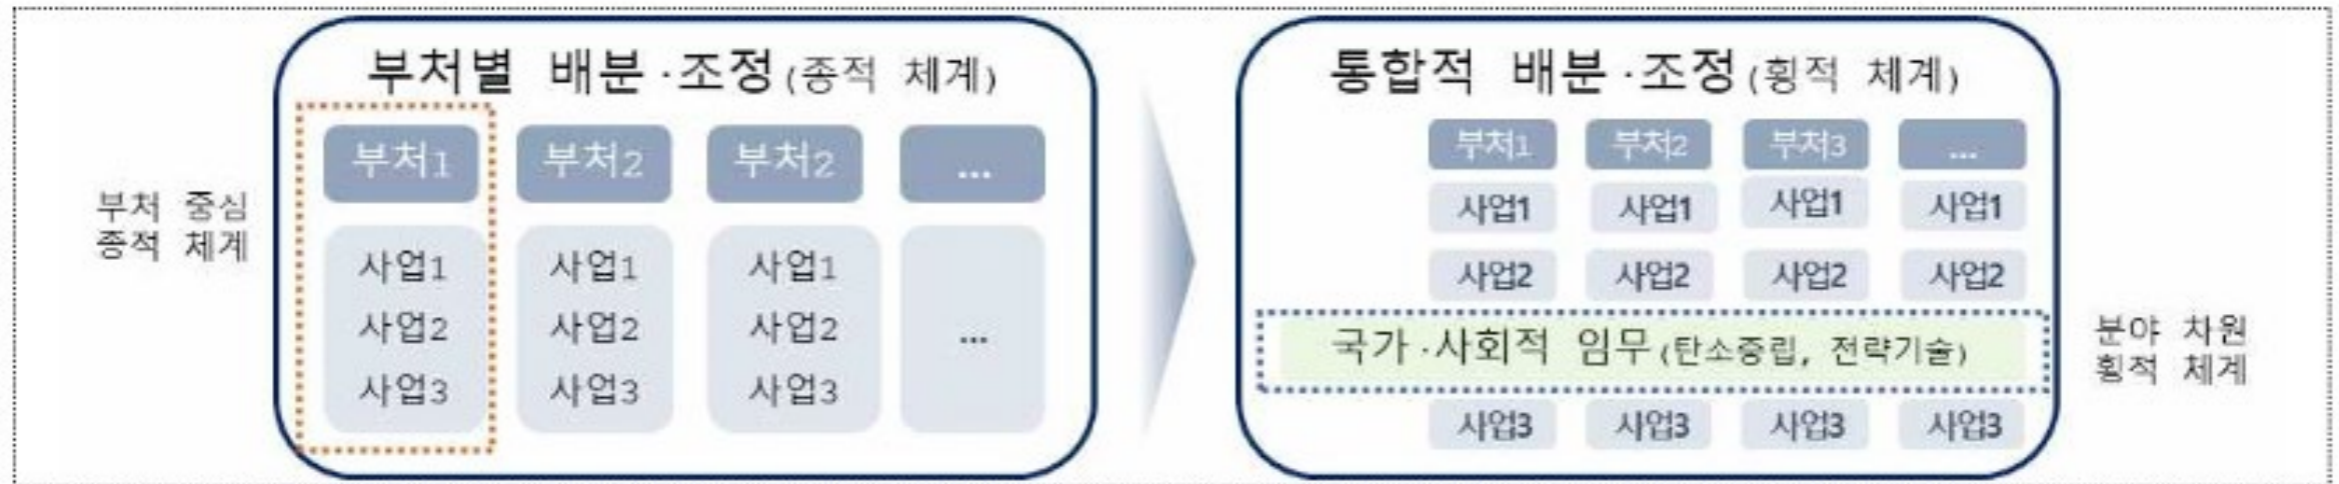 부처별 배분·조정(종적 체계)
부처 중심
종적 체계
부처1 부처2 부처2 ...
사업1 사업1 사업1
사업2 사업2 사업2 ...
사업3 사업3 사업3
통합적 배분·조정(횡적 체계)
부처1 부처2 부처3 ...
사업1 사업1 사업1 사업1
사업2 사업2 사업2 사업2
국가·사회적 임무(탄소중립, 전략기술)
사업3 사업3 사업3 사업3
분야 차원
횡적 체계